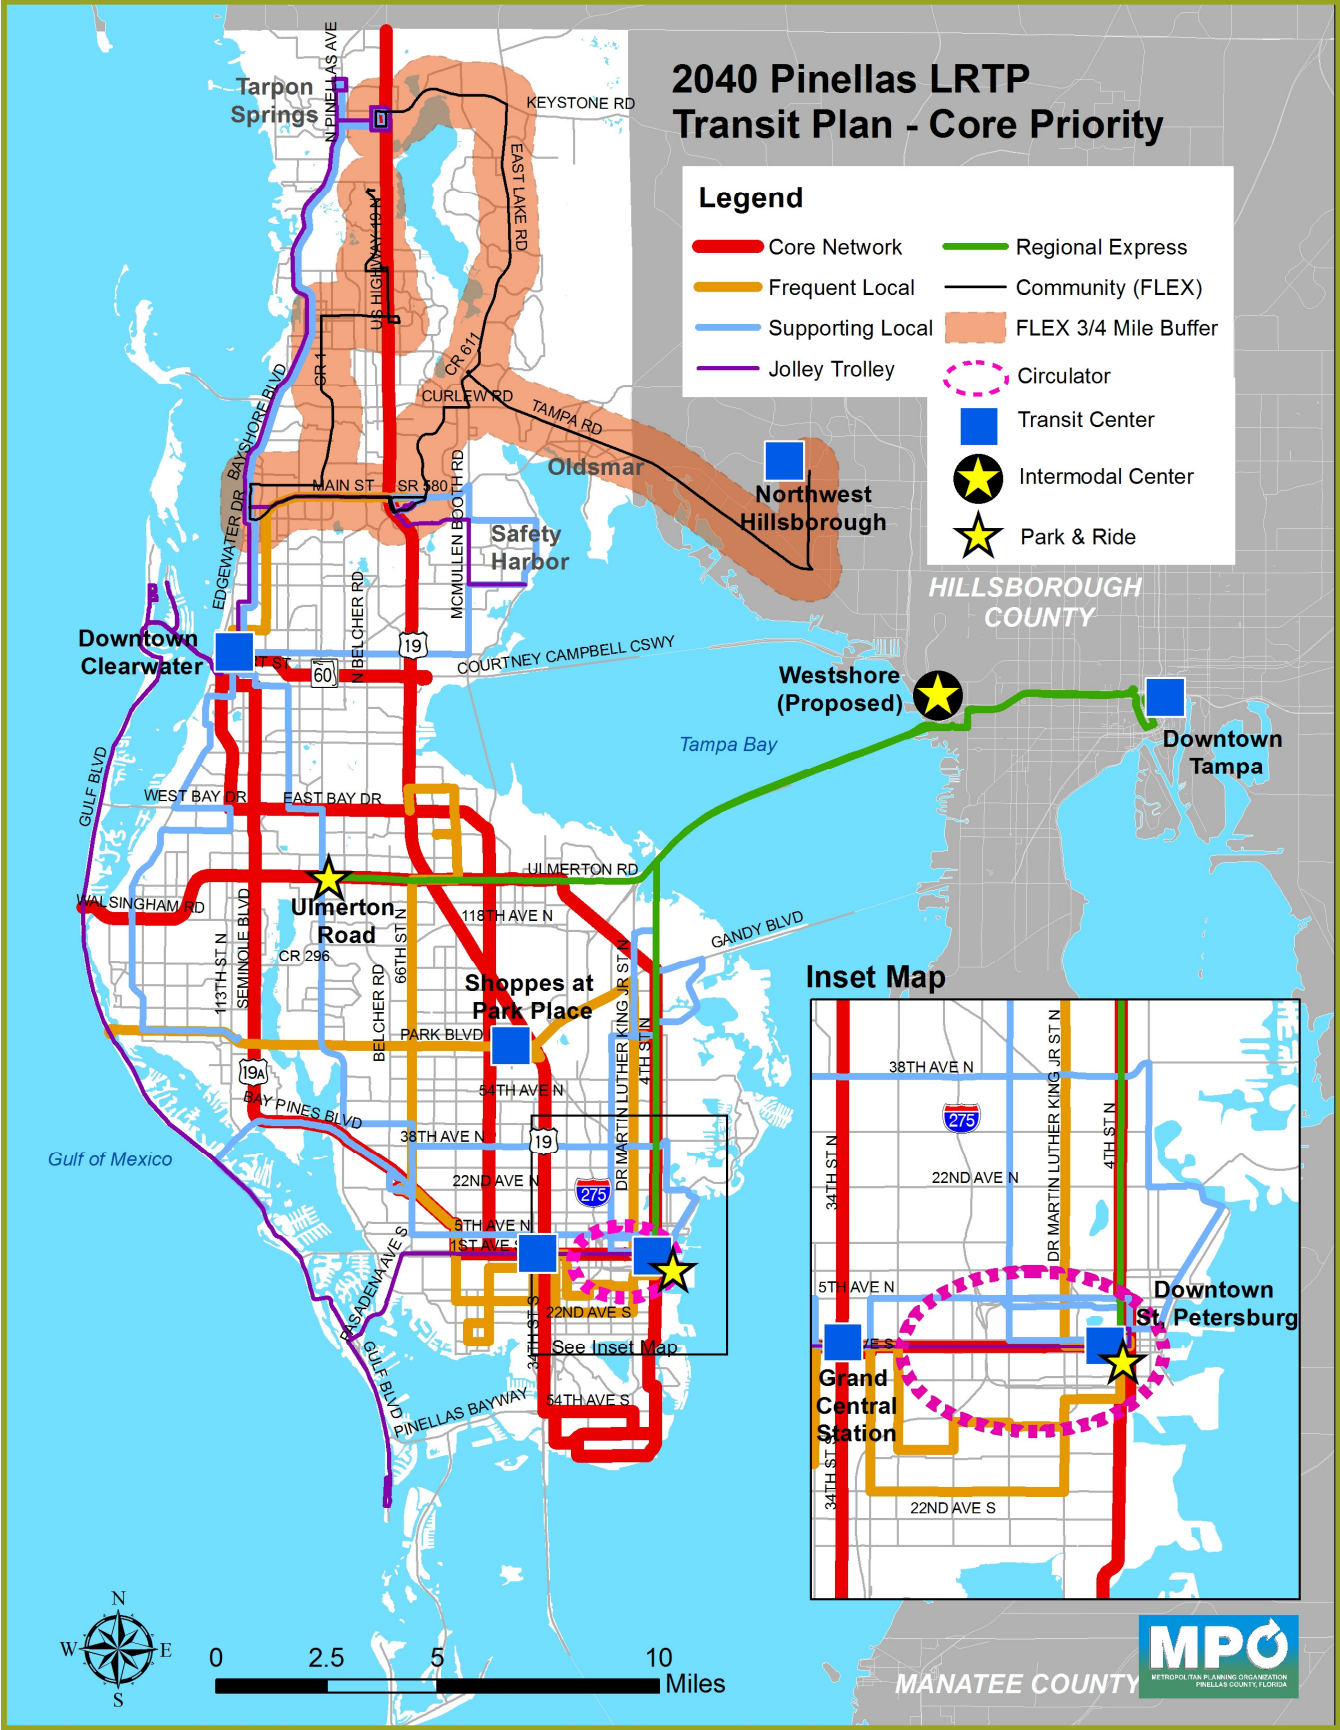 2040 Pinellas LRTP
Transit Plan - Core Priority
Legend
Core Network
Frequent Local
Supporting Local
Jolley Trolley
Regional Express
Community (FLEX)
FLEX 3/4 Mile Buffer
Circulator
Transit Center
Intermodal Center
Park & Ride
Tarpon
Springs
N PINELLAS AVE
KEYSTONE RD
EAST LAKE RD
US HIGHWAY 19 N
CR 1
CR 611
CURLEW RD
TAMPA RD
Oldsmar
BAYSHORE BLVD
MAIN ST
SR 580
Northwest
Hillsborough
EDGEWATER DR
MCMULLEN BOOTH RD
Safety
Harbor
HILLSBOROUGH
COUNTY
N BELCHER RD
Downtown
Clearwater
19
60
COURTNEY CAMPBELL CSWY
Westshore
(Proposed)
Downtown
Tampa
Tampa Bay
GULF BLVD
WEST BAY DR
EAST BAY DR
ULMERTON RD
WALSINGHAM RD
Ulmerton
Road
113TH ST N
SEMINOLE BLVD
CR 296
66TH ST N
118TH AVE N
GANDY BLVD
BELCHER RD
Shoppes at
Park Place
PARK BLVD
DR MARTIN LUTHER KING JR ST N
4TH ST N
19A
54TH AVE N
BAY PINES BLVD
38TH AVE N
19
Gulf of Mexico
22ND AVE N
275
5TH AVE N
1ST AVE S
PASADENA AVE S
22ND AVE S
34TH ST S
See Inset Map
GULF BLVD
54TH AVE S
PINELLAS BAYWAY
Inset Map
38TH AVE N
275
34TH ST N
22ND AVE N
DR MARTIN LUTHER KING JR ST N
4TH ST N
5TH AVE N
Downtown
St. Petersburg
VE S
Grand
Central
Station
34TH ST S
22ND AVE S
N
W
E
S
0
2.5
5
10
Miles
MANATEE COUNTY
MPO
METROPOLITAN PLANNING ORGANIZATION
PINELLAS COUNTY, FLORIDA